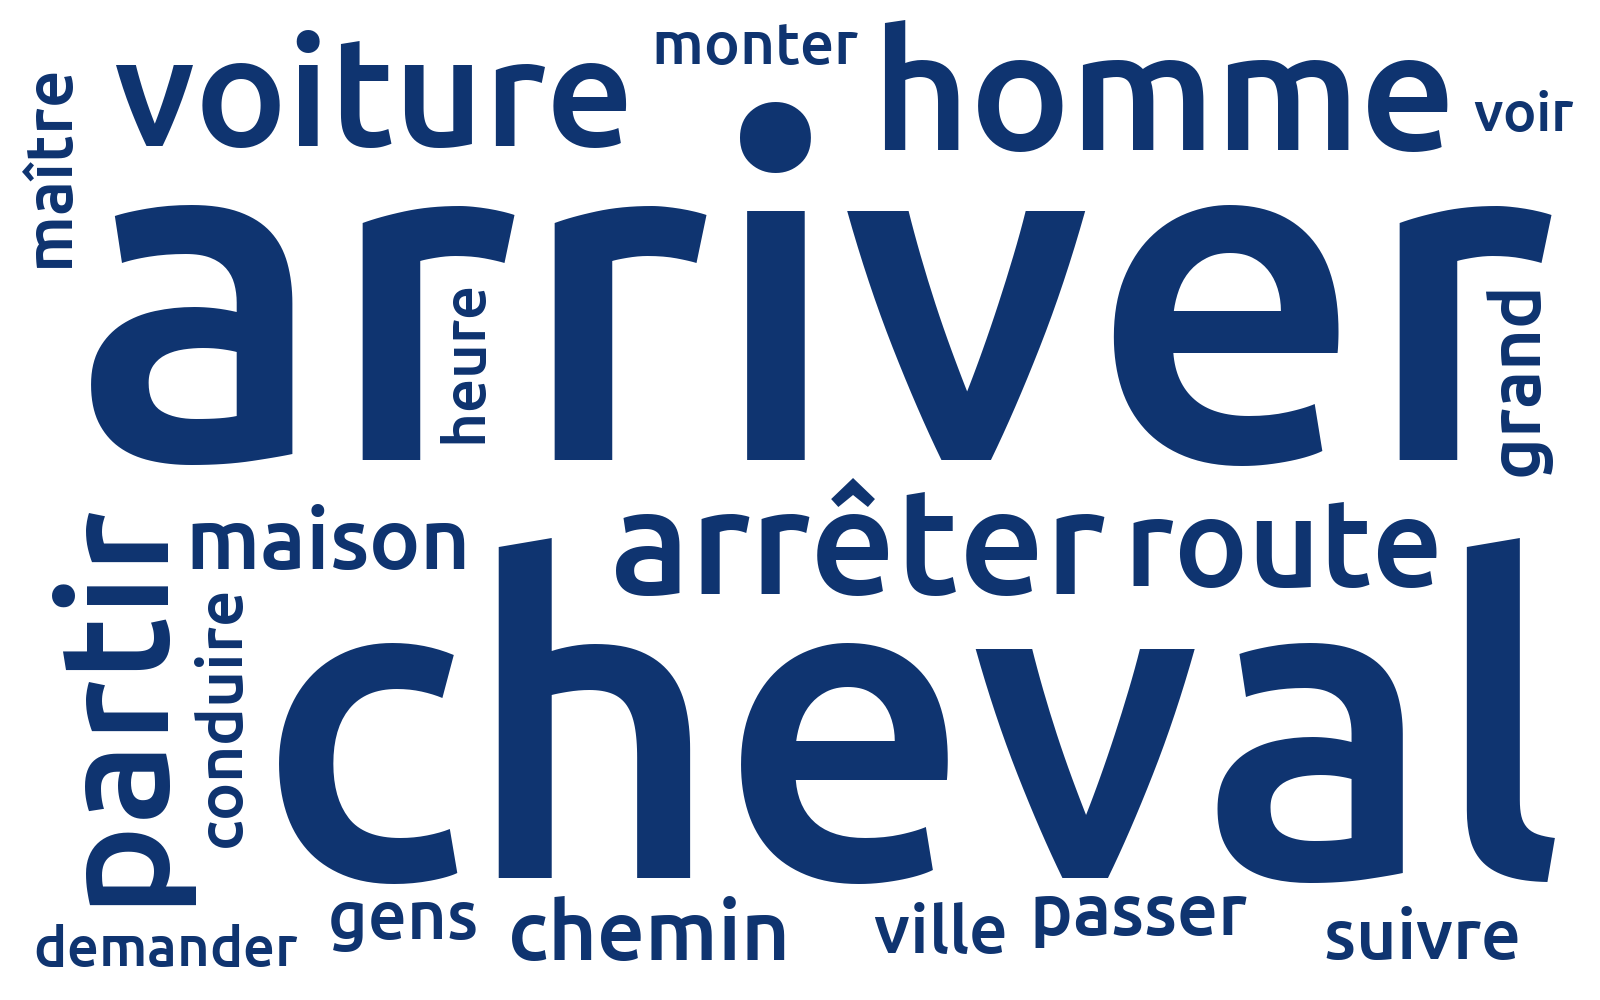 monter
voiture
homme
voir
maître
arriver
heure
grand
arrêter
route
maison
partir
conduire
cheval
gens
chemin
ville
passer
suivre
demander